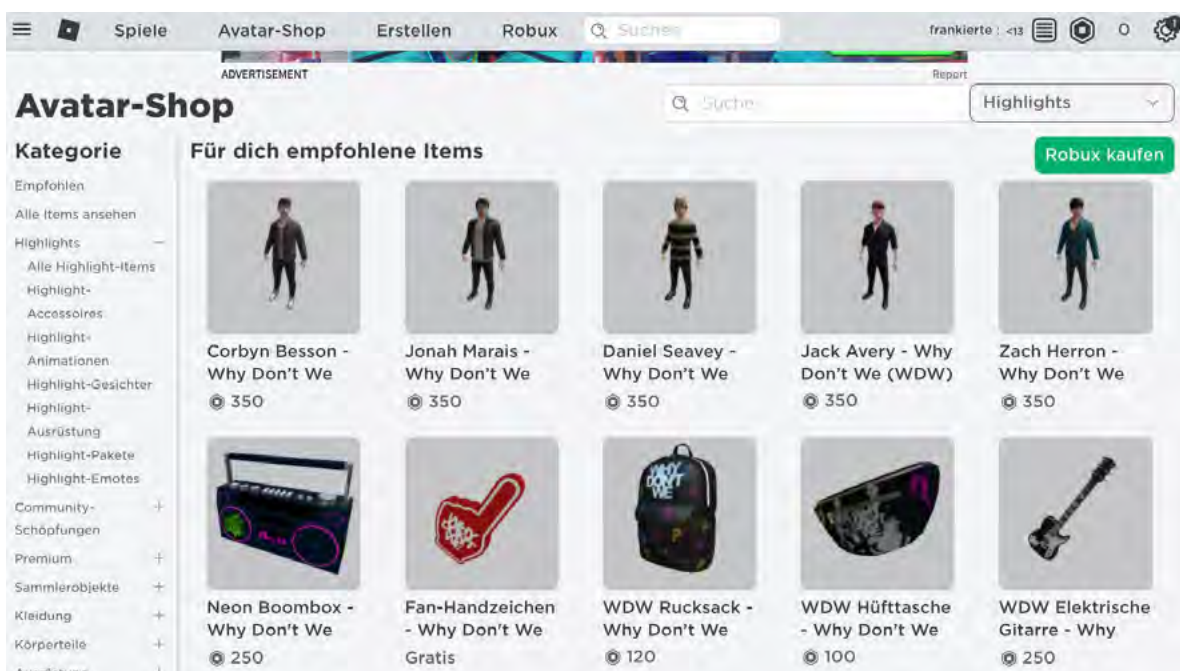 Spiele Avatar-Shop Erstellen Robux Suchen frankierte : <13 0
ADVERTISEMENT Report
Avatar-Shop Suche Highlights
Kategorie
Empfohlen
Alle Items ansehen
Highlights
Alle Highlight-Items
Highlight-
Accessoires
Highlight-
Animationen
Highlight-Gesichter
Highlight-
Ausrüstung
Highlight-Pakete
Highlight-Emotes
Community-
Schöpfungen
Premium
Sammlerobjekte
Kleidung
Körperteile
Für dich empfohlene Items Robux kaufen
Corbyn Besson -
Why Don't We
350
Jonah Marais -
Why Don't We
350
Daniel Seavey -
Why Don't We
350
Jack Avery - Why
Don't We (WDW)
350
Zach Herron -
Why Don't We
350
WHY
DON'T
WE
Neon Boombox -
Why Don't We
250
Fan-Handzeichen
- Why Don't We
Gratis
WDW Rucksack -
Why Don't We
120
WDW Hüfttasche
- Why Don't We
100
WDW Elektrische
Gitarre - Why
250